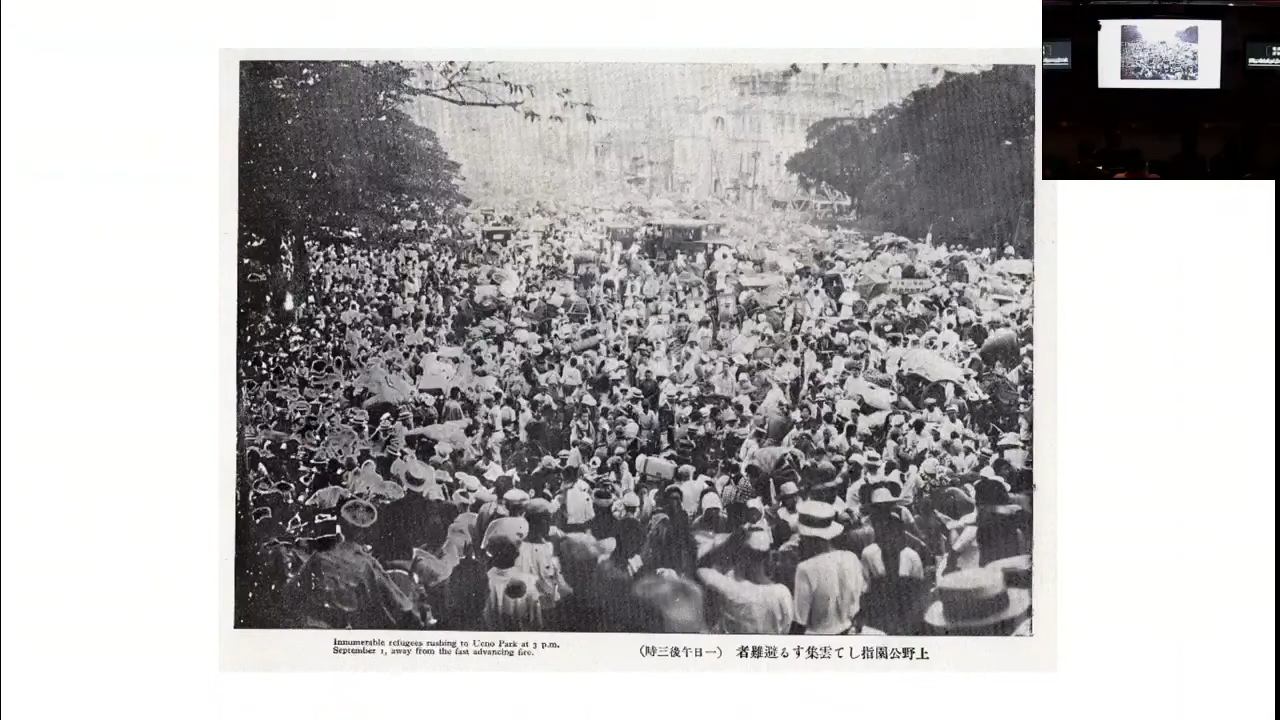 Innumerable refugees rushing to Ueno Park at 3 p.m.
September 1, away from the fast advancing fire.
上野公園指して雲集する避難者 （一日午後三時）